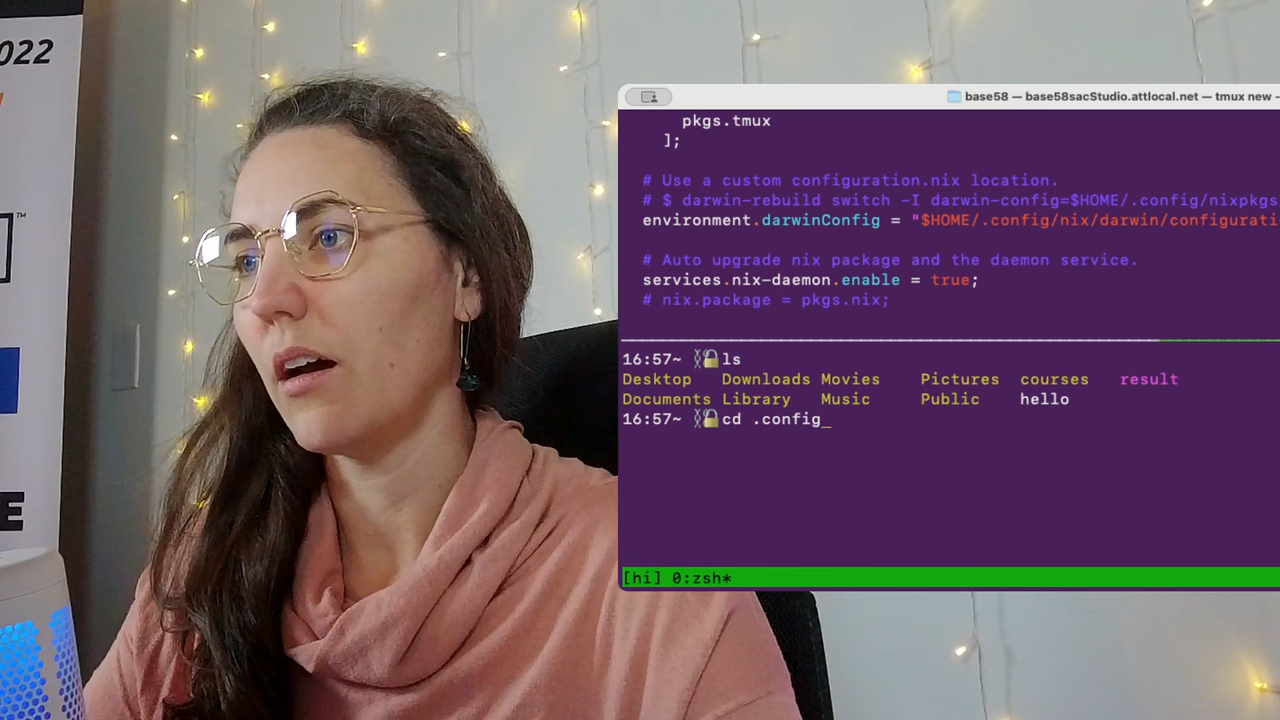 022
TM
E
base58 — base58sacStudio.attlocal.net — tmux new -
pkgs.tmux
];
# Use a custom configuration.nix location.
# $ darwin-rebuild switch -I darwin-config=$HOME/.config/nixpkgs
environment.darwinConfig = "$HOME/.config/nix/darwin/configurati
# Auto upgrade nix package and the daemon service.
services.nix-daemon.enable = true;
# nix.package = pkgs.nix;
16:57~ ls
Desktop Downloads Movies Pictures courses result
Documents Library Music Public hello
16:57~ cd .config_
[hi] 0:zsh*